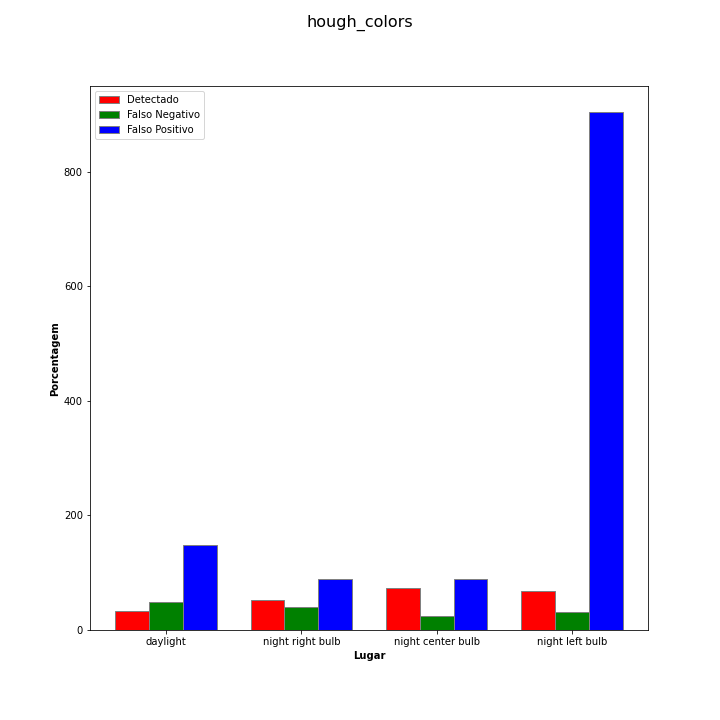 hough_colors
Detectado
Falso Negativo
Falso Positivo
800
600
400
200
0
Porcentagem
daylight
night right bulb
night center bulb
night left bulb
Lugar